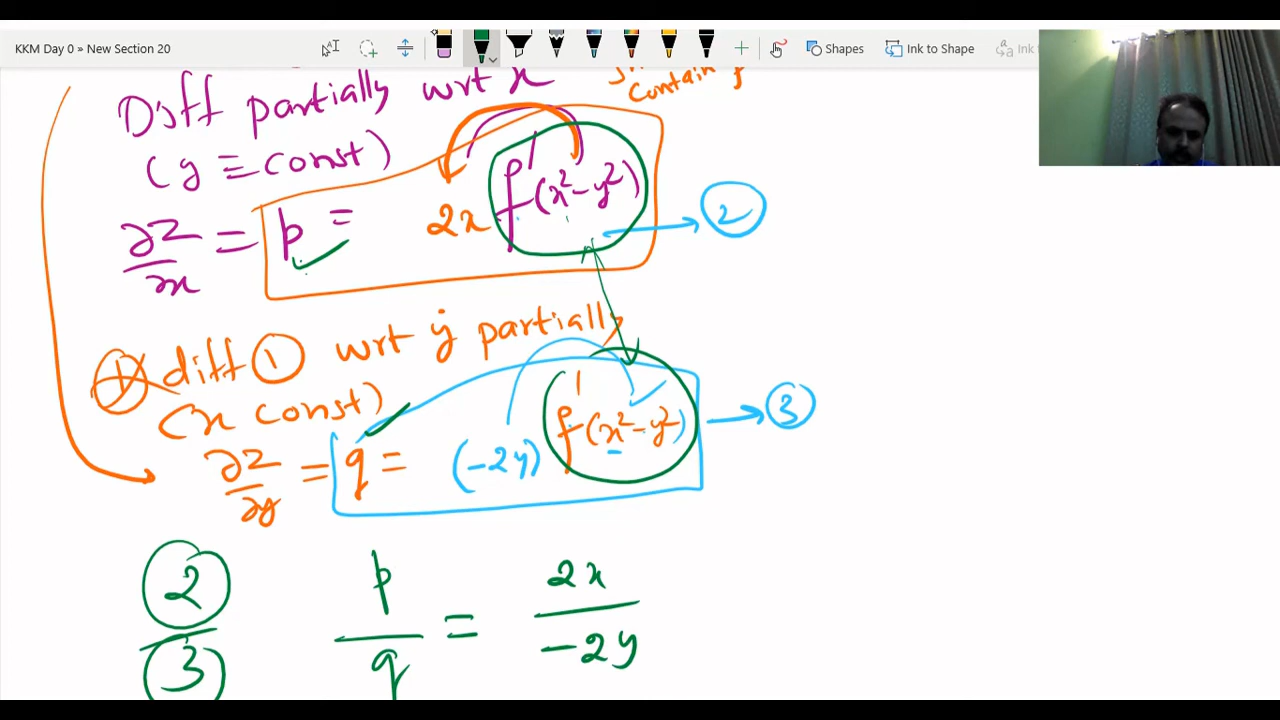 KKM Day 0 » New Section 20
Shapes
Ink to Shape
Ink
Diff partially wrt x
Contain f
(y ≡ const)
∂Z/∂x = p = 2x f'(x²-y²) → ②
diff ① wrt y partially
(x const)
∂Z/∂y = q = (-2y) f'(x²-y²) → ③
②/③ p/q = 2x/-2y